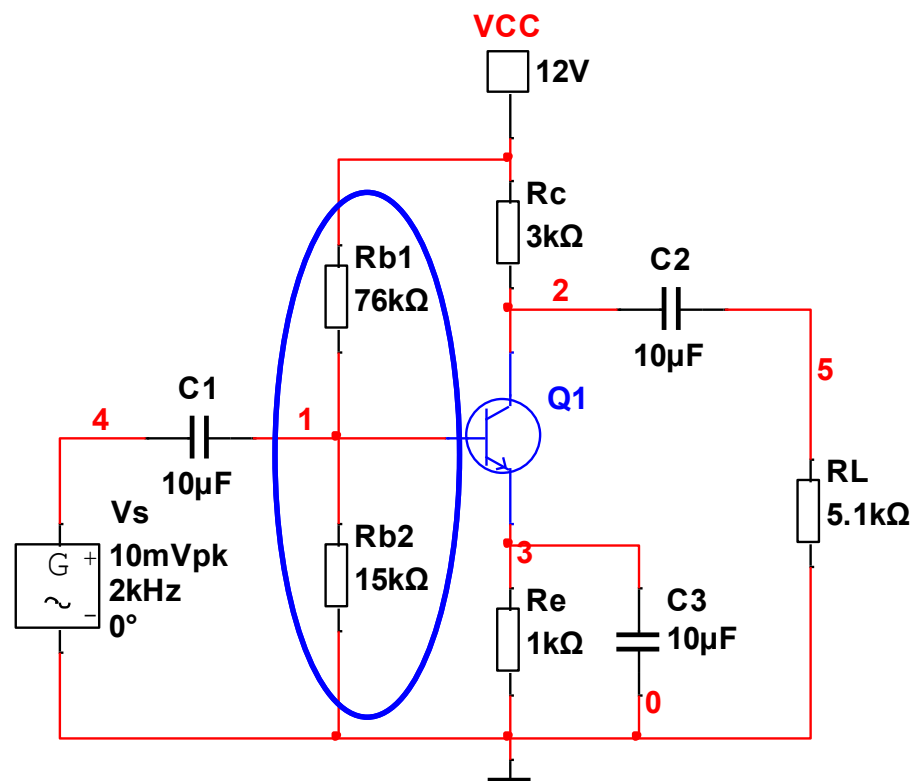 VCC
12V
Rc
3kΩ
Rb1
76kΩ
C2
10µF
2
5
C1
10µF
4
1
Q1
RL
5.1kΩ
Vs
10mVpk
2kHz
0°
G
+
−
Rb2
15kΩ
3
Re
1kΩ
C3
10µF
0